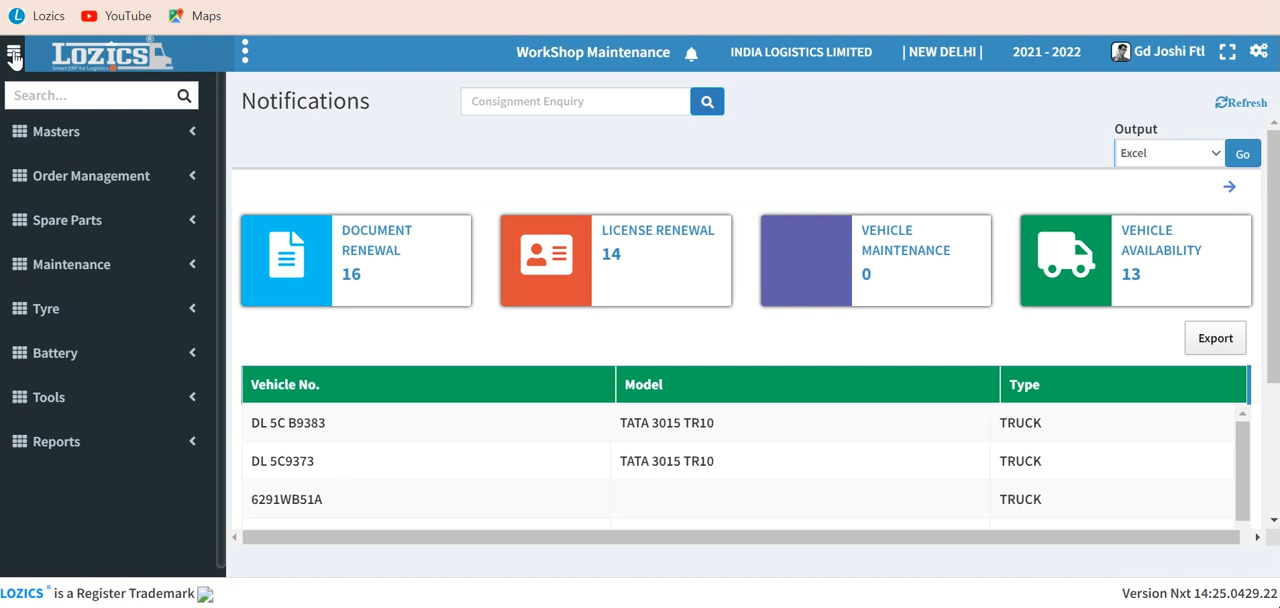 Lozics YouTube Maps
LOZICS®
Smart ERP for Logistics
WorkShop Maintenance INDIA LOGISTICS LIMITED | NEW DELHI | 2021 - 2022 Gd Joshi Ftl
Search...
Masters
Order Management
Spare Parts
Maintenance
Tyre
Battery
Tools
Reports
Notifications
Consignment Enquiry
Refresh
Output
Excel Go
DOCUMENT RENEWAL
16
LICENSE RENEWAL
14
VEHICLE MAINTENANCE
0
VEHICLE AVAILABILITY
13
Export
Vehicle No. Model Type
DL 5C B9383 TATA 3015 TR10 TRUCK
DL 5C9373 TATA 3015 TR10 TRUCK
6291WB51A TRUCK
LOZICS ® is a Register Trademark
Version Nxt 14:25.0429.22